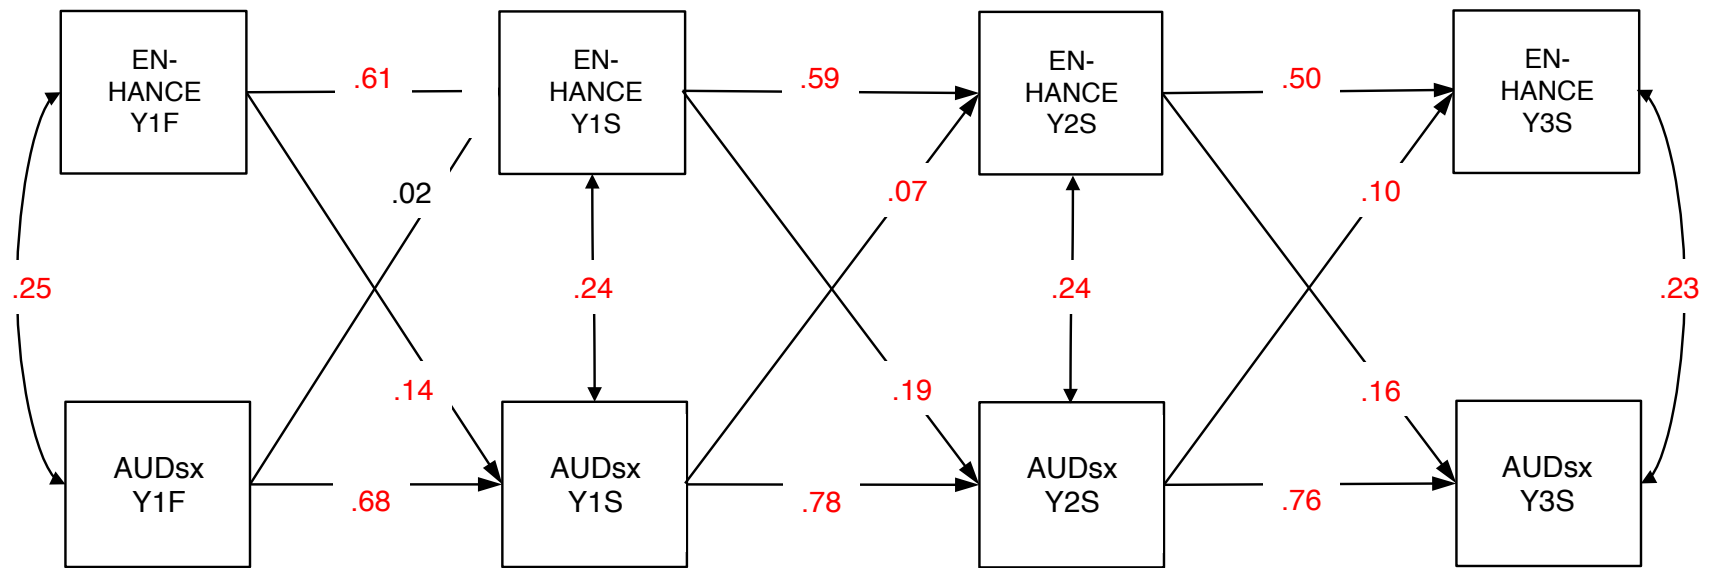 EN-
HANCE
Y1F
.61
EN-
HANCE
Y1S
.59
EN-
HANCE
Y2S
.50
EN-
HANCE
Y3S
.02
.07
.10
.25
.24
.24
.23
.14
.19
.16
AUDsx
Y1F
.68
AUDsx
Y1S
.78
AUDsx
Y2S
.76
AUDsx
Y3S